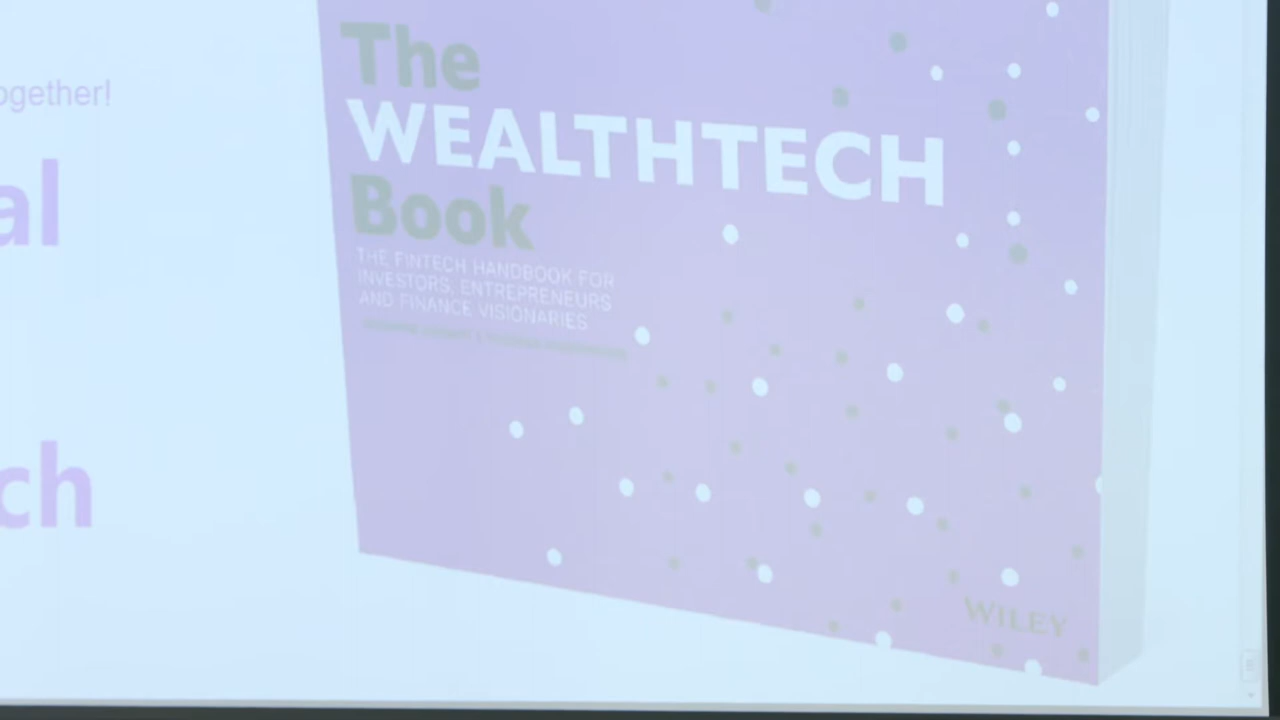 ogether!
al
ch
The
WEALTHTECH
Book
THE FINTECH HANDBOOK FOR
INVESTORS, ENTREPRENEURS
AND FINANCE VISIONARIES
WILEY